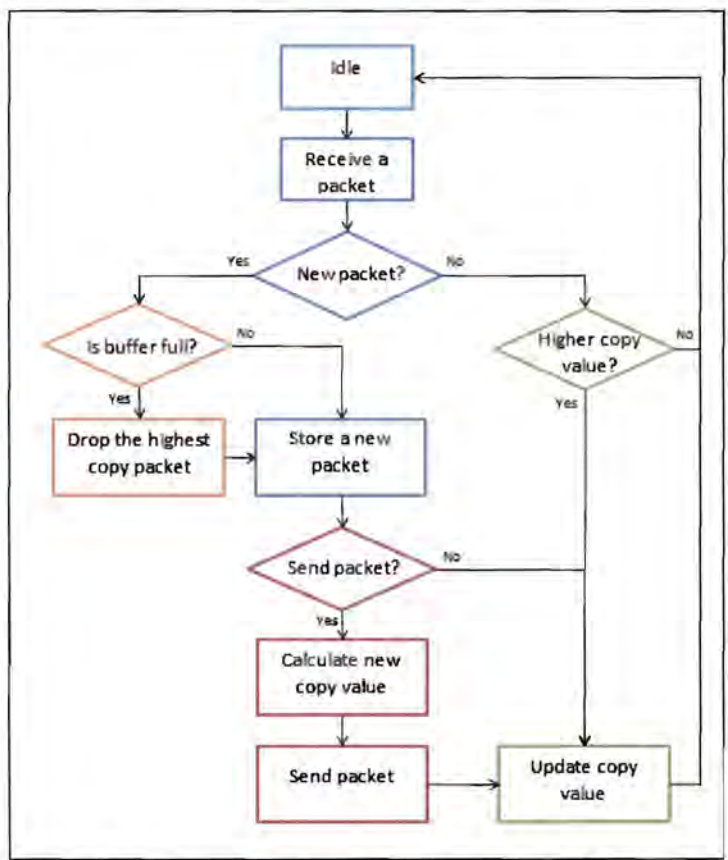 Idle
Receive a
packet
Yes
New packet?
No
Is buffer full?
No
Higher copy
value?
No
Yes
Yes
Drop the highest
copy packet
Store a new
packet
Send packet?
No
Yes
Calculate new
copy value
Send packet
Update copy
value